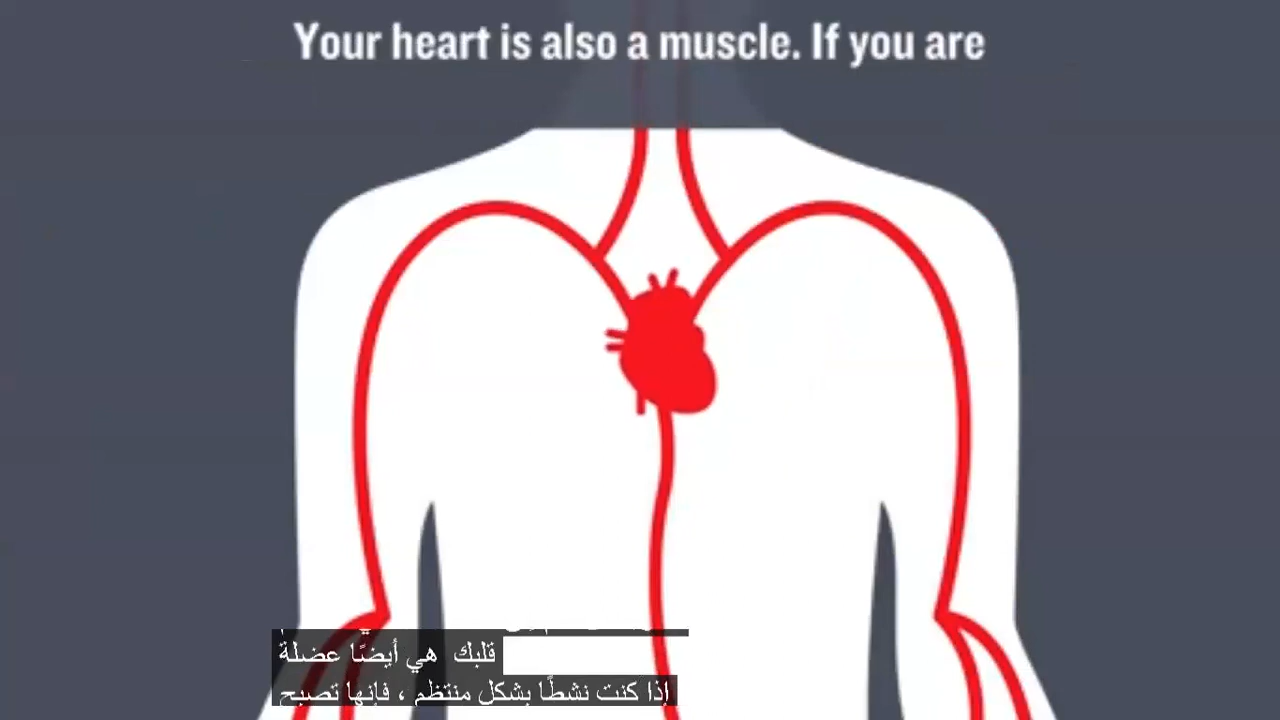 Your heart is also a muscle. If you are
قلبك هي أيضًا عضلة
إذا كنت نشطًا بشكل منتظم ، فإنها تصبح